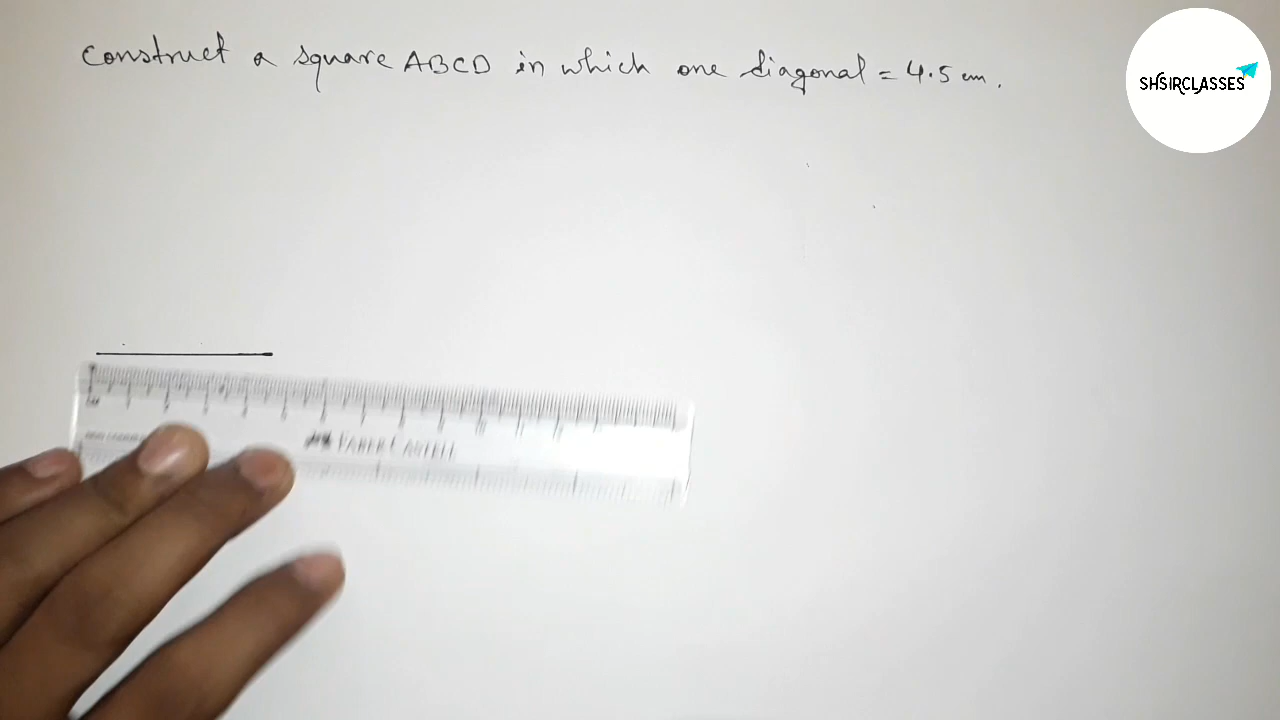 Construct a square ABCD in which one diagonal = 4.5 cm.
SHSIRCLASSES
FABER CASTELL